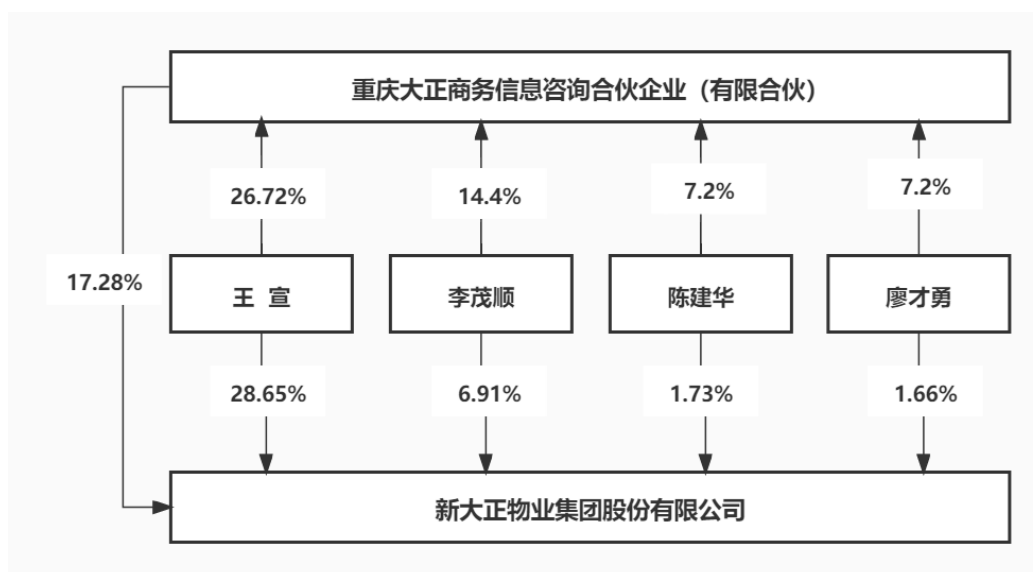 重庆大正商务信息咨询合伙企业（有限合伙）
26.72%
14.4%
7.2%
7.2%
17.28%
王 宣
李茂顺
陈建华
廖才勇
28.65%
6.91%
1.73%
1.66%
新大正物业集团股份有限公司